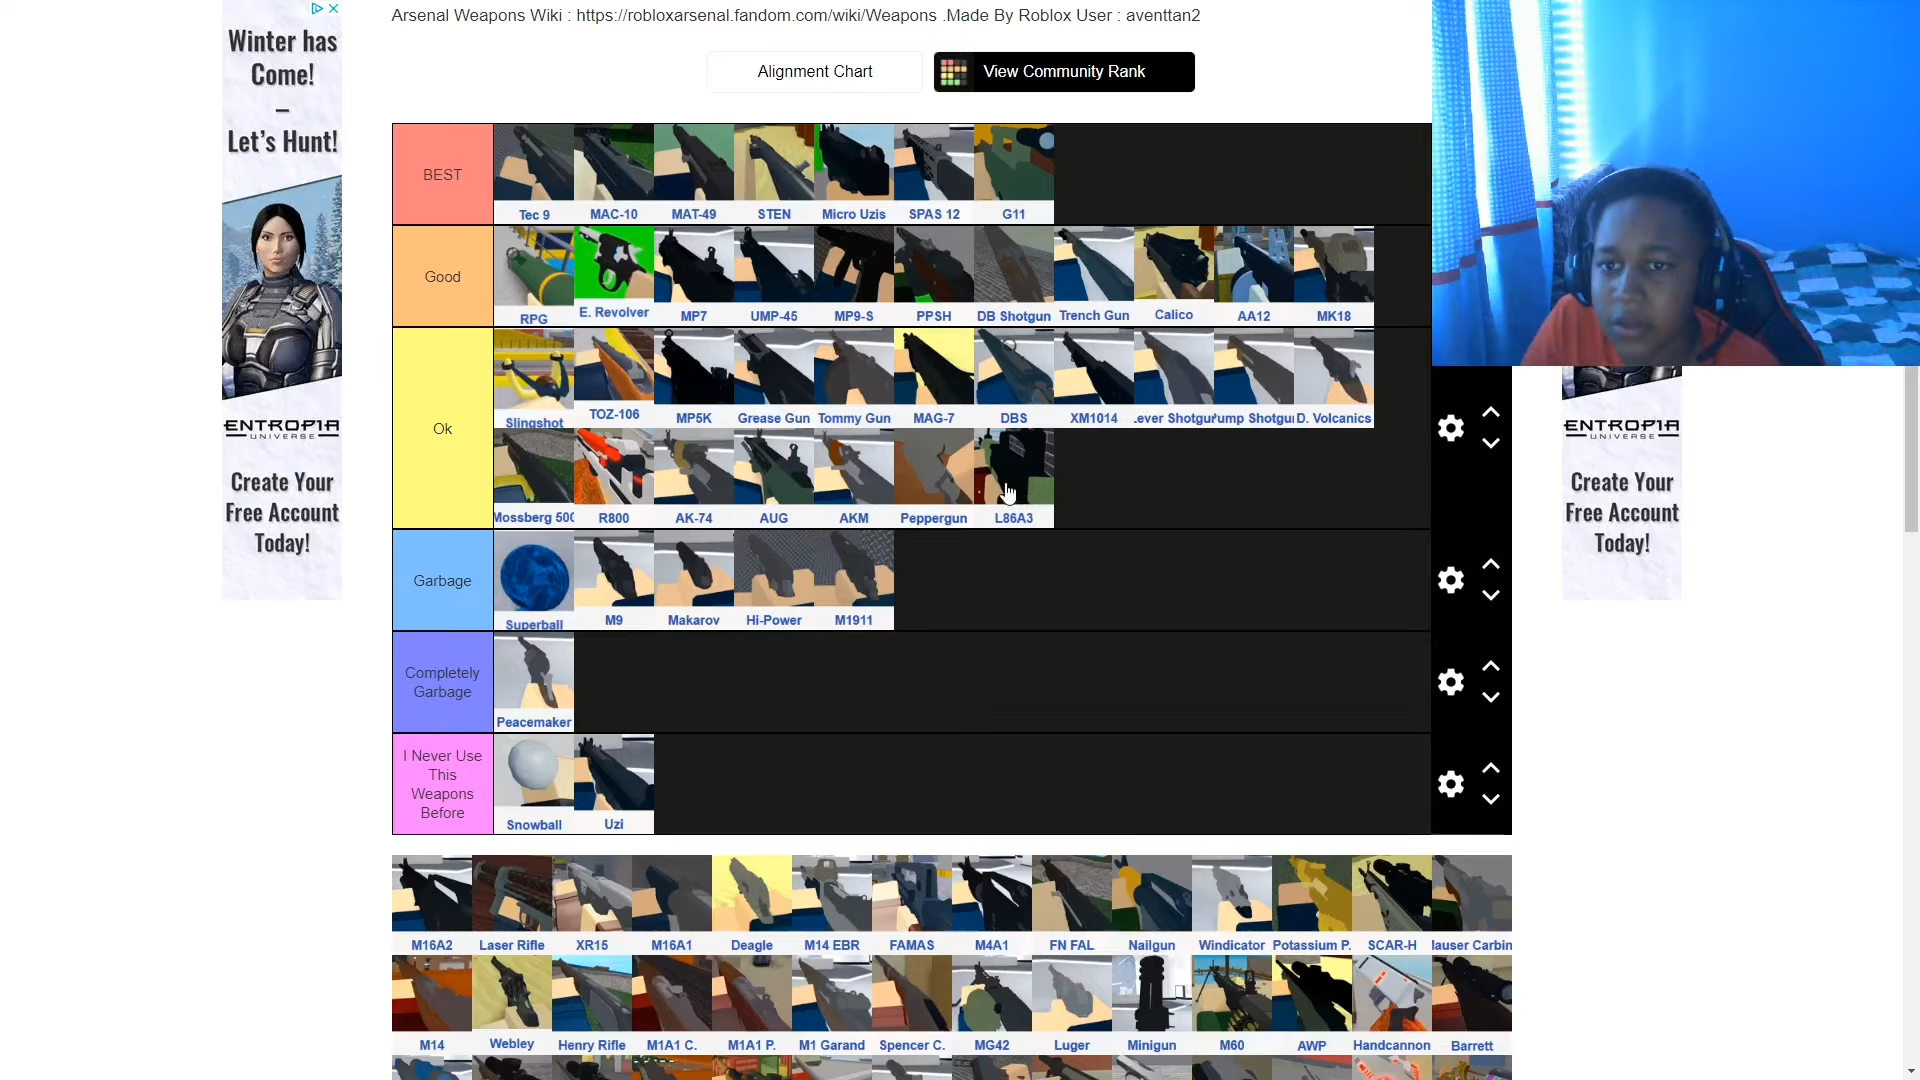 Arsenal Weapons Wiki : https://robloxarsenal.fandom.com/wiki/Weapons .Made By Roblox User : aventtan2
Alignment Chart
View Community Rank
Winter has
Come!
–
Let's Hunt!
ENTROPIA
UNIVERSE
Create Your
Free Account
Today!
BEST
Tec 9 MAC-10 MAT-49 STEN Micro Uzis SPAS 12 G11
Good
RPG E. Revolver MP7 UMP-45 MP9-S PPSH DB Shotgun Trench Gun Calico AA12 MK18
Ok
Slingshot TOZ-106 MP5K Grease Gun Tommy Gun MAG-7 DBS XM1014 .ever Shotgu ump Shotgu D. Volcanics
Mossberg 500 R800 AK-74 AUG AKM Peppergun L86A3
Garbage
Superball M9 Makarov Hi-Power M1911
Completely
Garbage
Peacemaker
I Never Use
This
Weapons
Before
Snowball Uzi
M16A2 Laser Rifle XR15 M16A1 Deagle M14 EBR FAMAS M4A1 FN FAL Nailgun Windicator Potassium P. SCAR-H lauser Carbin
M14 Webley Henry Rifle M1A1 C. M1A1 P. M1 Garand Spencer C. MG42 Luger Minigun M60 AWP Handcannon Barrett
ENTROPIA
UNIVERSE
Create Your
Free Account
Today!